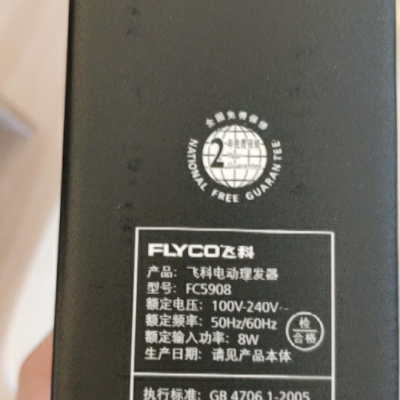 全国免费保修
2
NATIONAL FREE GUARANTEE
FLYCO飞科
产品: 飞科电动理发器
型号: FC5908
额定电压: 100V-240V~
额定频率: 50Hz/60Hz
额定输入功率: 8W
检
合格
生产日期: 请见产品本体
执行标准: GB 4706.1-2005